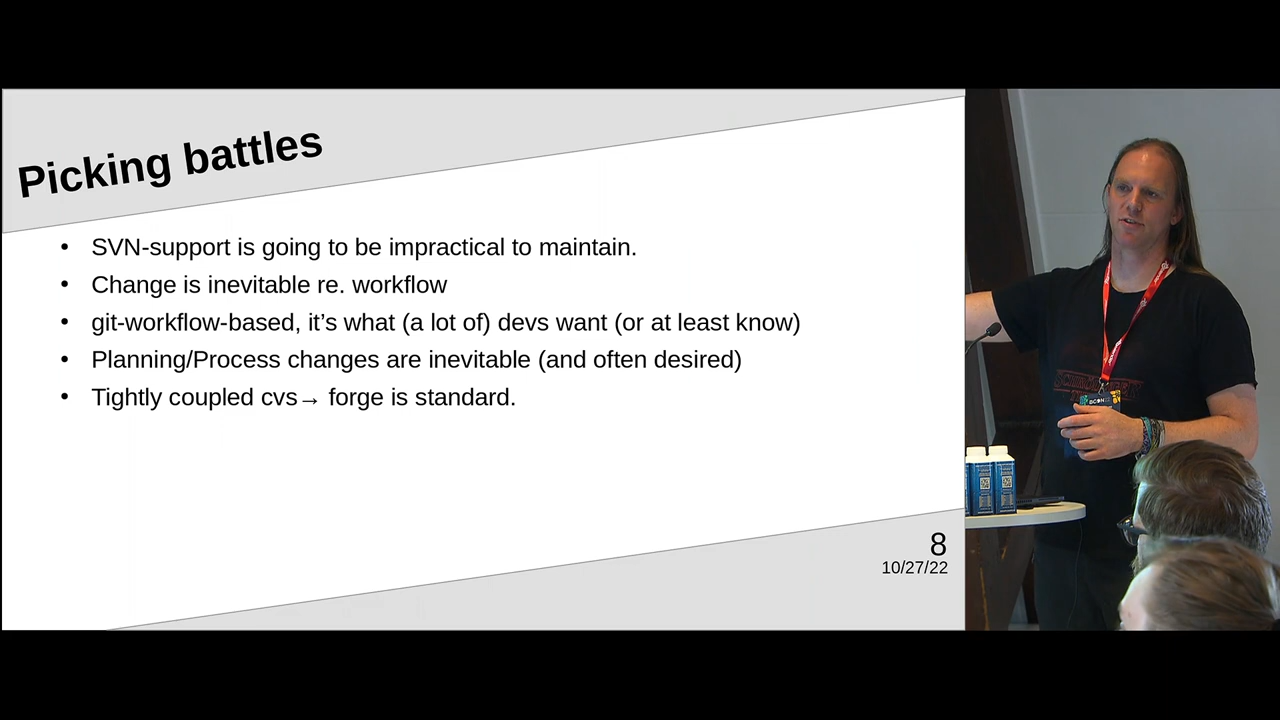 Picking battles
• SVN-support is going to be impractical to maintain.
• Change is inevitable re. workflow
• git-workflow-based, it’s what (a lot of) devs want (or at least know)
• Planning/Process changes are inevitable (and often desired)
• Tightly coupled cvs→ forge is standard.
8
10/27/22